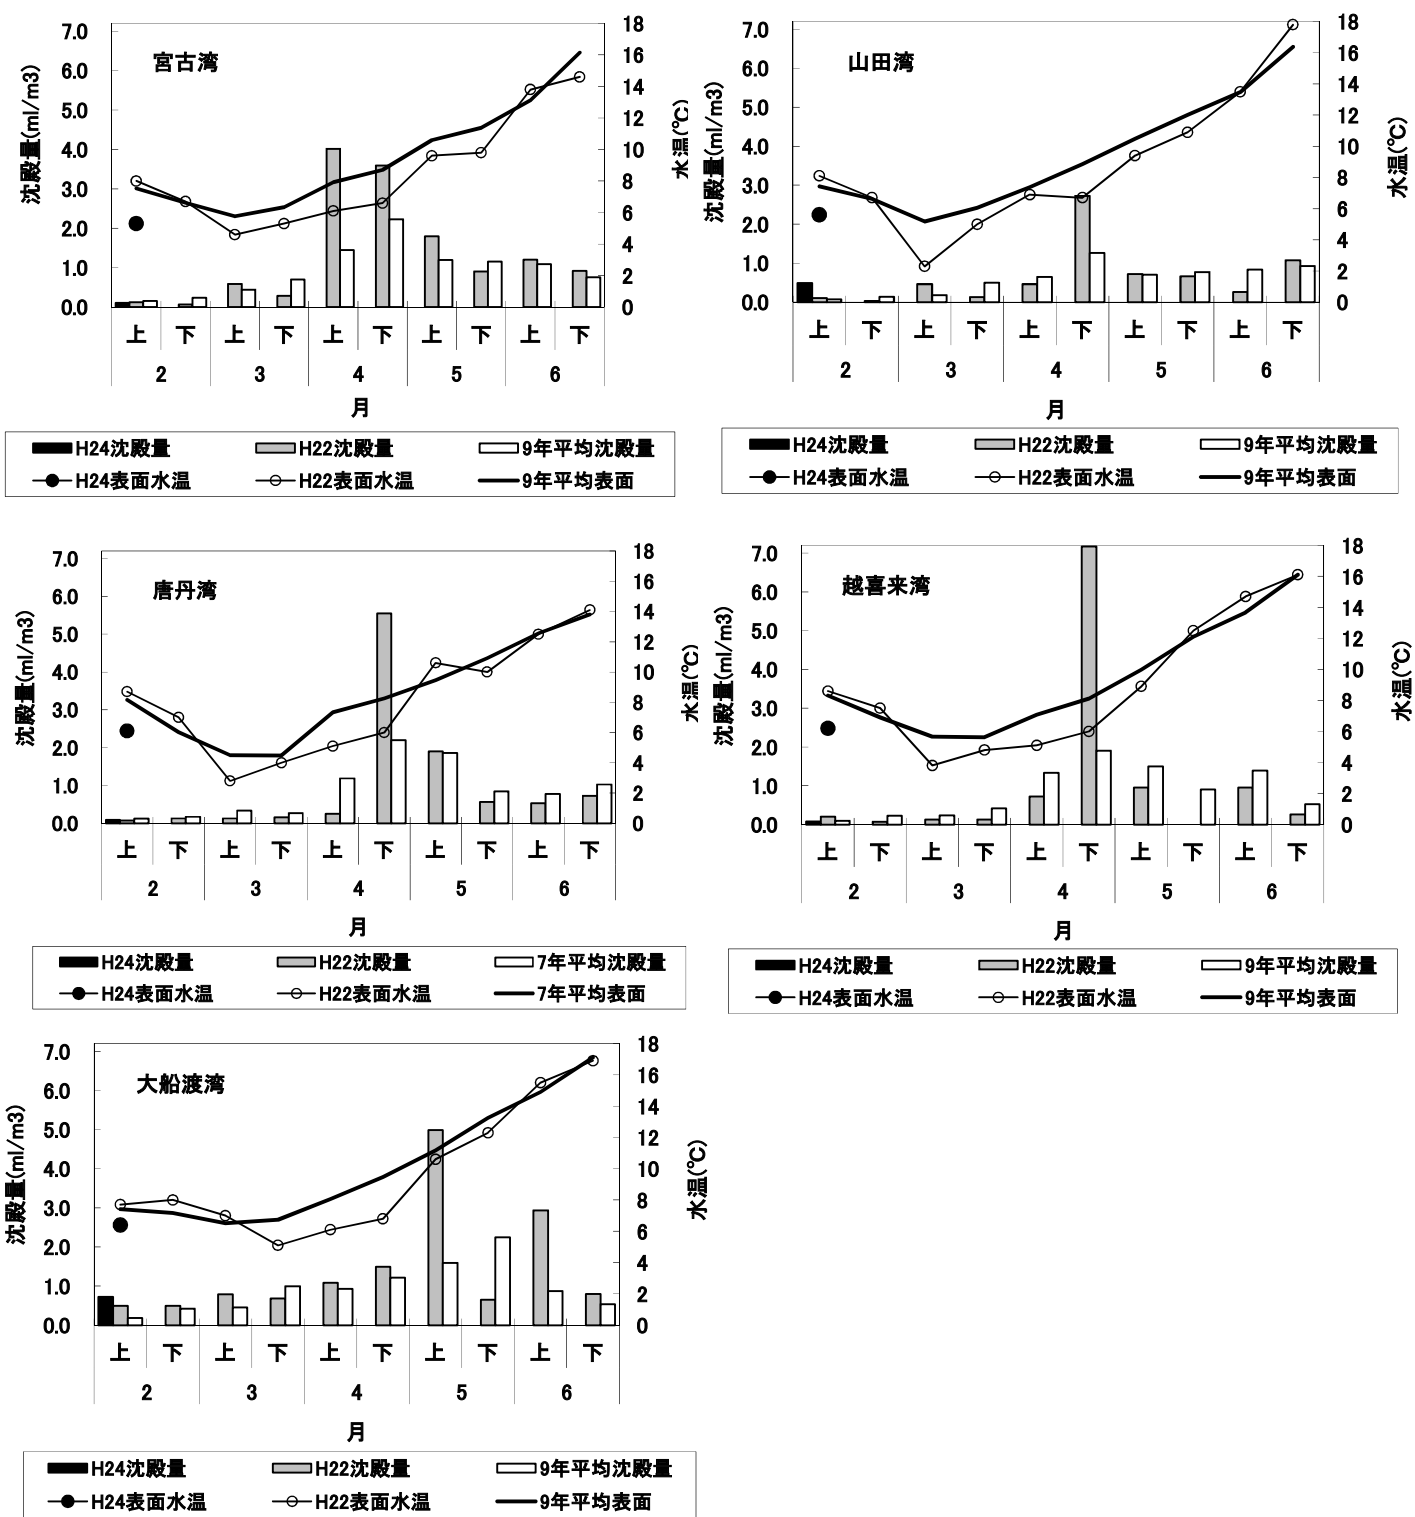 宮古湾
沈殿量(ml/m3)
7.0
6.0
5.0
4.0
3.0
2.0
1.0
0.0
18
16
14
12
10
8
6
4
2
0
水温(℃)
上 下 上 下 上 下 上 下 上 下
2 3 4 5 6
月
H24沈殿量 H22沈殿量 9年平均沈殿量
H24表面水温 H22表面水温 9年平均表面
山田湾
沈殿量(ml/m3)
7.0
6.0
5.0
4.0
3.0
2.0
1.0
0.0
18
16
14
12
10
8
6
4
2
0
水温(℃)
上 下 上 下 上 下 上 下 上 下
2 3 4 5 6
月
H24沈殿量 H22沈殿量 9年平均沈殿量
H24表面水温 H22表面水温 9年平均表面
唐丹湾
沈殿量(ml/m3)
7.0
6.0
5.0
4.0
3.0
2.0
1.0
0.0
18
16
14
12
10
8
6
4
2
0
水温(℃)
上 下 上 下 上 下 上 下 上 下
2 3 4 5 6
月
H24沈殿量 H22沈殿量 7年平均沈殿量
H24表面水温 H22表面水温 7年平均表面
越喜来湾
沈殿量(ml/m3)
7.0
6.0
5.0
4.0
3.0
2.0
1.0
0.0
18
16
14
12
10
8
6
4
2
0
水温(℃)
上 下 上 下 上 下 上 下 上 下
2 3 4 5 6
月
H24沈殿量 H22沈殿量 9年平均沈殿量
H24表面水温 H22表面水温 9年平均表面
大船渡湾
沈殿量(ml/m3)
7.0
6.0
5.0
4.0
3.0
2.0
1.0
0.0
18
16
14
12
10
8
6
4
2
0
水温(℃)
上 下 上 下 上 下 上 下 上 下
2 3 4 5 6
月
H24沈殿量 H22沈殿量 9年平均沈殿量
H24表面水温 H22表面水温 9年平均表面